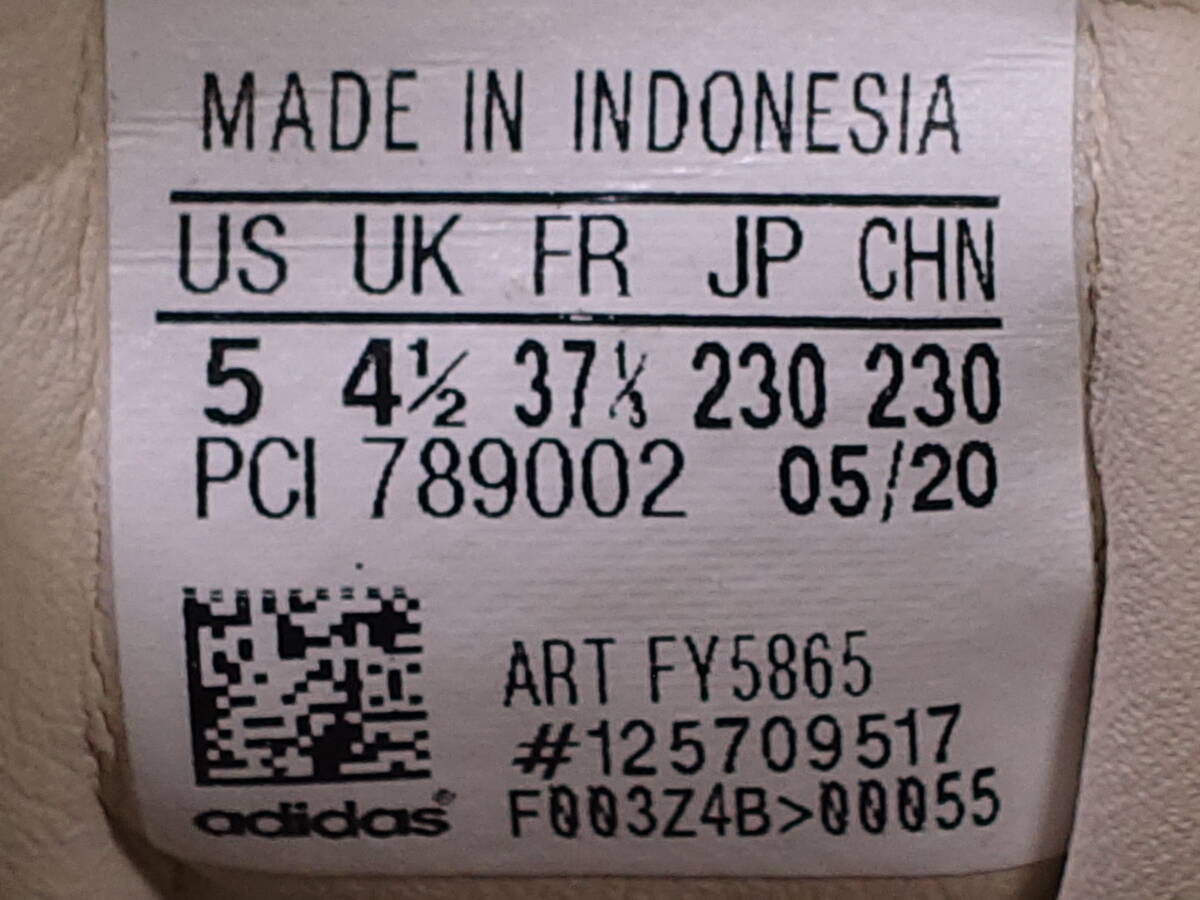 MADE IN INDONESIA
US UK FR JP CHN
5 4½ 37⅓ 230 230
PCI 789002 05/20
ART FY5865
#125709517
adidas® F003Z4B>00055